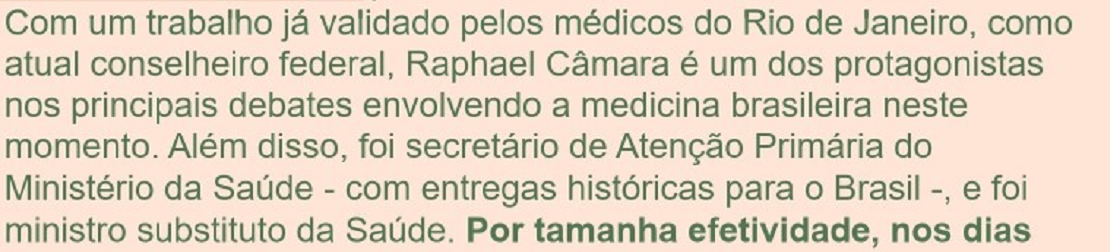 Com um trabalho já validado pelos médicos do Rio de Janeiro, como
atual conselheiro federal, Raphael Câmara é um dos protagonistas
nos principais debates envolvendo a medicina brasileira neste
momento. Além disso, foi secretário de Atenção Primária do
Ministério da Saúde - com entregas históricas para o Brasil -, e foi
ministro substituto da Saúde. Por tamanha efetividade, nos dias